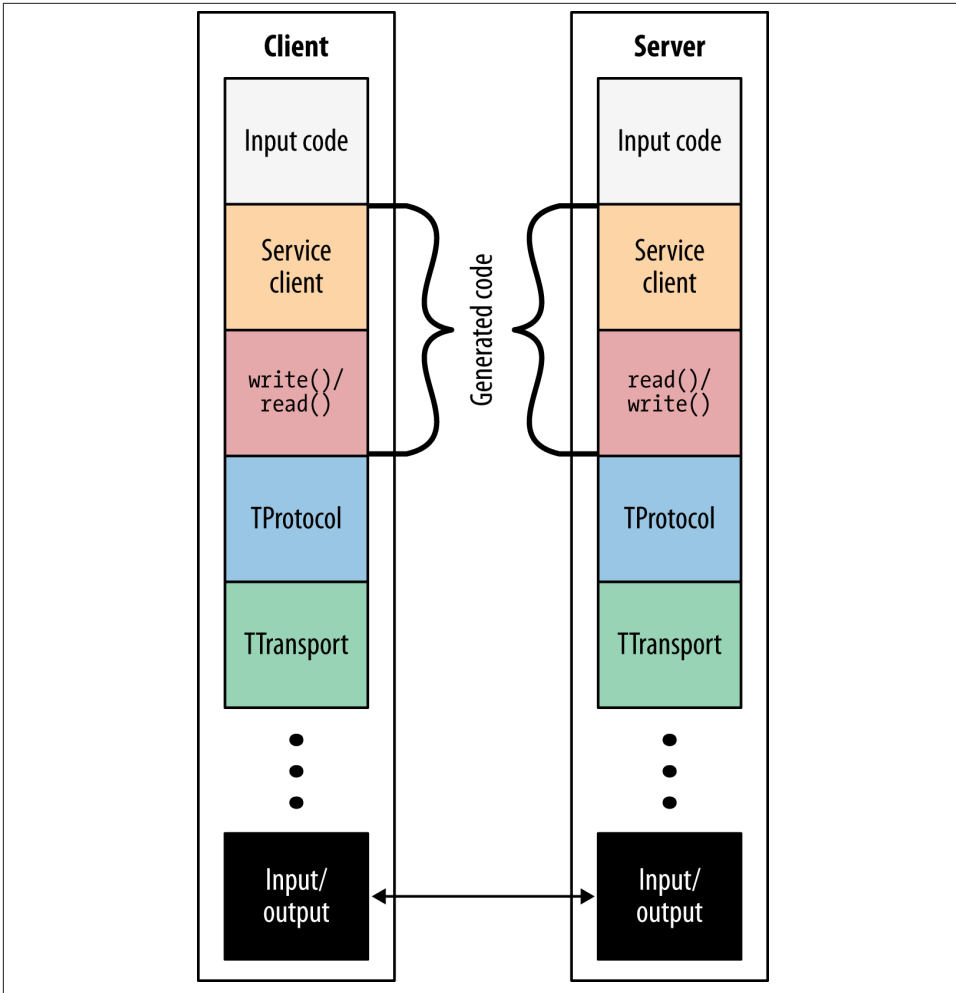 Client
Input code
Service
client
write()/
read()
TProtocol
TTransport
Input/
output
Generated code
Server
Input code
Service
client
read()/
write()
TProtocol
TTransport
Input/
output